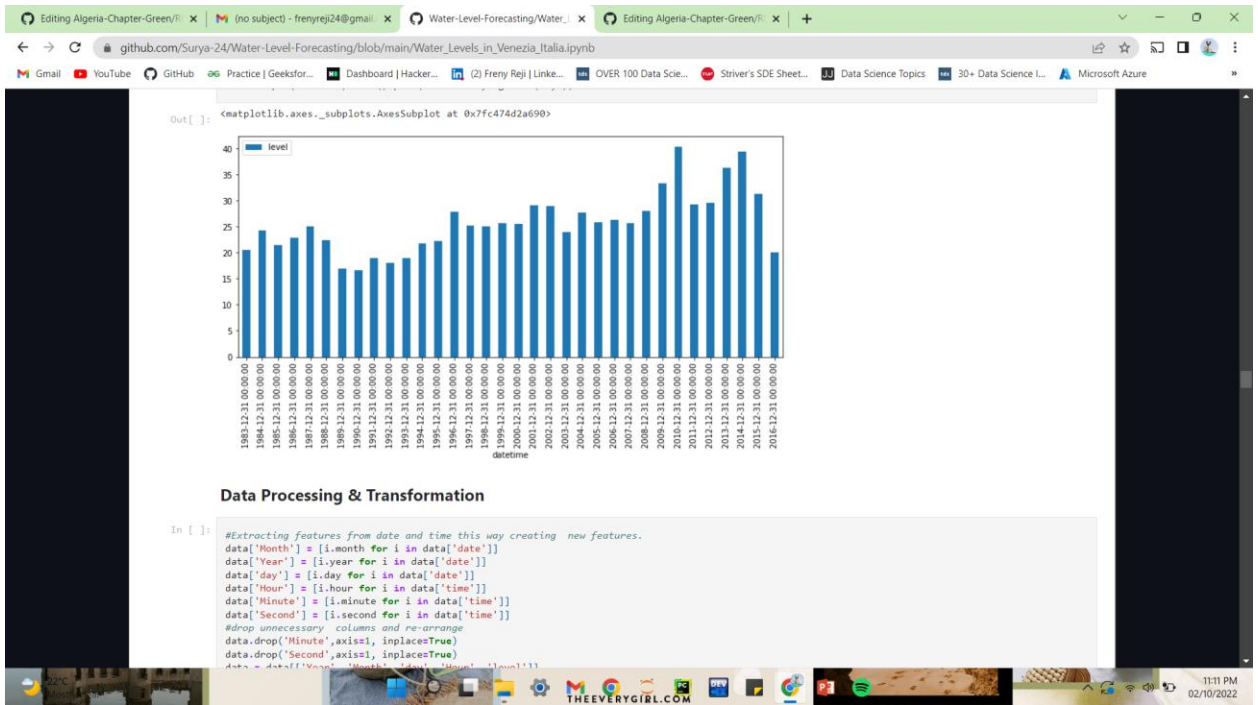 Editing Algeria-Chapter-Green/R
(no subject) - frenyreji24@gmail.
Water-Level-Forecasting/Water_
Editing Algeria-Chapter-Green/R
github.com/Surya-24/Water-Level-Forecasting/blob/main/Water_Levels_in_Venezia_Italia.ipynb
Gmail
YouTube
GitHub
Practice | Geeksfor...
Dashboard | Hacker...
(2) Freny Reji | Linke...
OVER 100 Data Scie...
Striver's SDE Sheet...
Data Science Topics
30+ Data Science I...
Microsoft Azure
Out[ ]:
<matplotlib.axes._subplots.AxesSubplot at 0x7fc474d2a690>
level
40
35
30
25
20
15
10
5
0
1983-12-31 00:00:00
1984-12-31 00:00:00
1985-12-31 00:00:00
1986-12-31 00:00:00
1987-12-31 00:00:00
1988-12-31 00:00:00
1989-12-31 00:00:00
1990-12-31 00:00:00
1991-12-31 00:00:00
1992-12-31 00:00:00
1993-12-31 00:00:00
1994-12-31 00:00:00
1995-12-31 00:00:00
1996-12-31 00:00:00
1997-12-31 00:00:00
1998-12-31 00:00:00
1999-12-31 00:00:00
2000-12-31 00:00:00
2001-12-31 00:00:00
2002-12-31 00:00:00
2003-12-31 00:00:00
2004-12-31 00:00:00
2005-12-31 00:00:00
2006-12-31 00:00:00
2007-12-31 00:00:00
2008-12-31 00:00:00
2009-12-31 00:00:00
2010-12-31 00:00:00
2011-12-31 00:00:00
2012-12-31 00:00:00
2013-12-31 00:00:00
2014-12-31 00:00:00
2015-12-31 00:00:00
2016-12-31 00:00:00
datetime
Data Processing & Transformation
In [ ]:
#Extracting features from date and time this way creating  new features.
data['Month'] = [i.month for i in data['date']]
data['Year'] = [i.year for i in data['date']]
data['day'] = [i.day for i in data['date']]
data['Hour'] = [i.hour for i in data['time']]
data['Minute'] = [i.minute for i in data['time']]
data['Second'] = [i.second for i in data['time']]
#drop unnecessary  columns and re-arrange
data.drop('Minute',axis=1, inplace=True)
data.drop('Second',axis=1, inplace=True)
data = data[['Year', 'Month', 'day', 'Hour', 'level']]
22°C
THEEVERYGIRL.COM
11:11 PM
02/10/2022